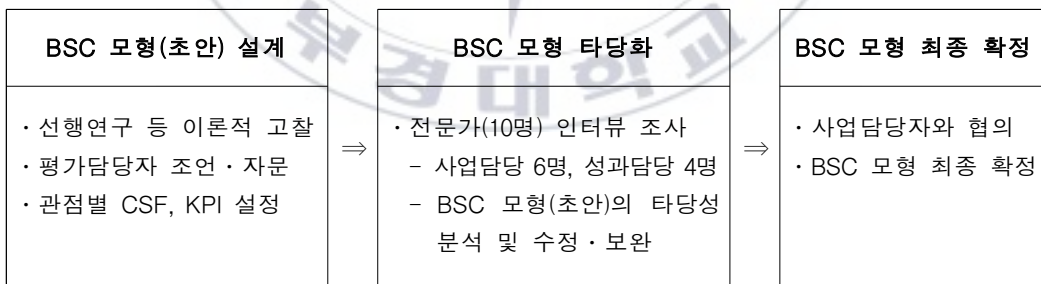 BSC 모형(초안) 설계
·선행연구 등 이론적 고찰
·평가담당자 조언·자문
·관점별 CSF, KPI 설정
⇒
BSC 모형 타당화
·전문가(10명) 인터뷰 조사
- 사업담당 6명, 성과담당 4명
- BSC 모형(초안)의 타당성
분석 및 수정·보완
⇒
BSC 모형 최종 확정
·사업담당자와 협의
·BSC 모형 최종 확정
부경대학교